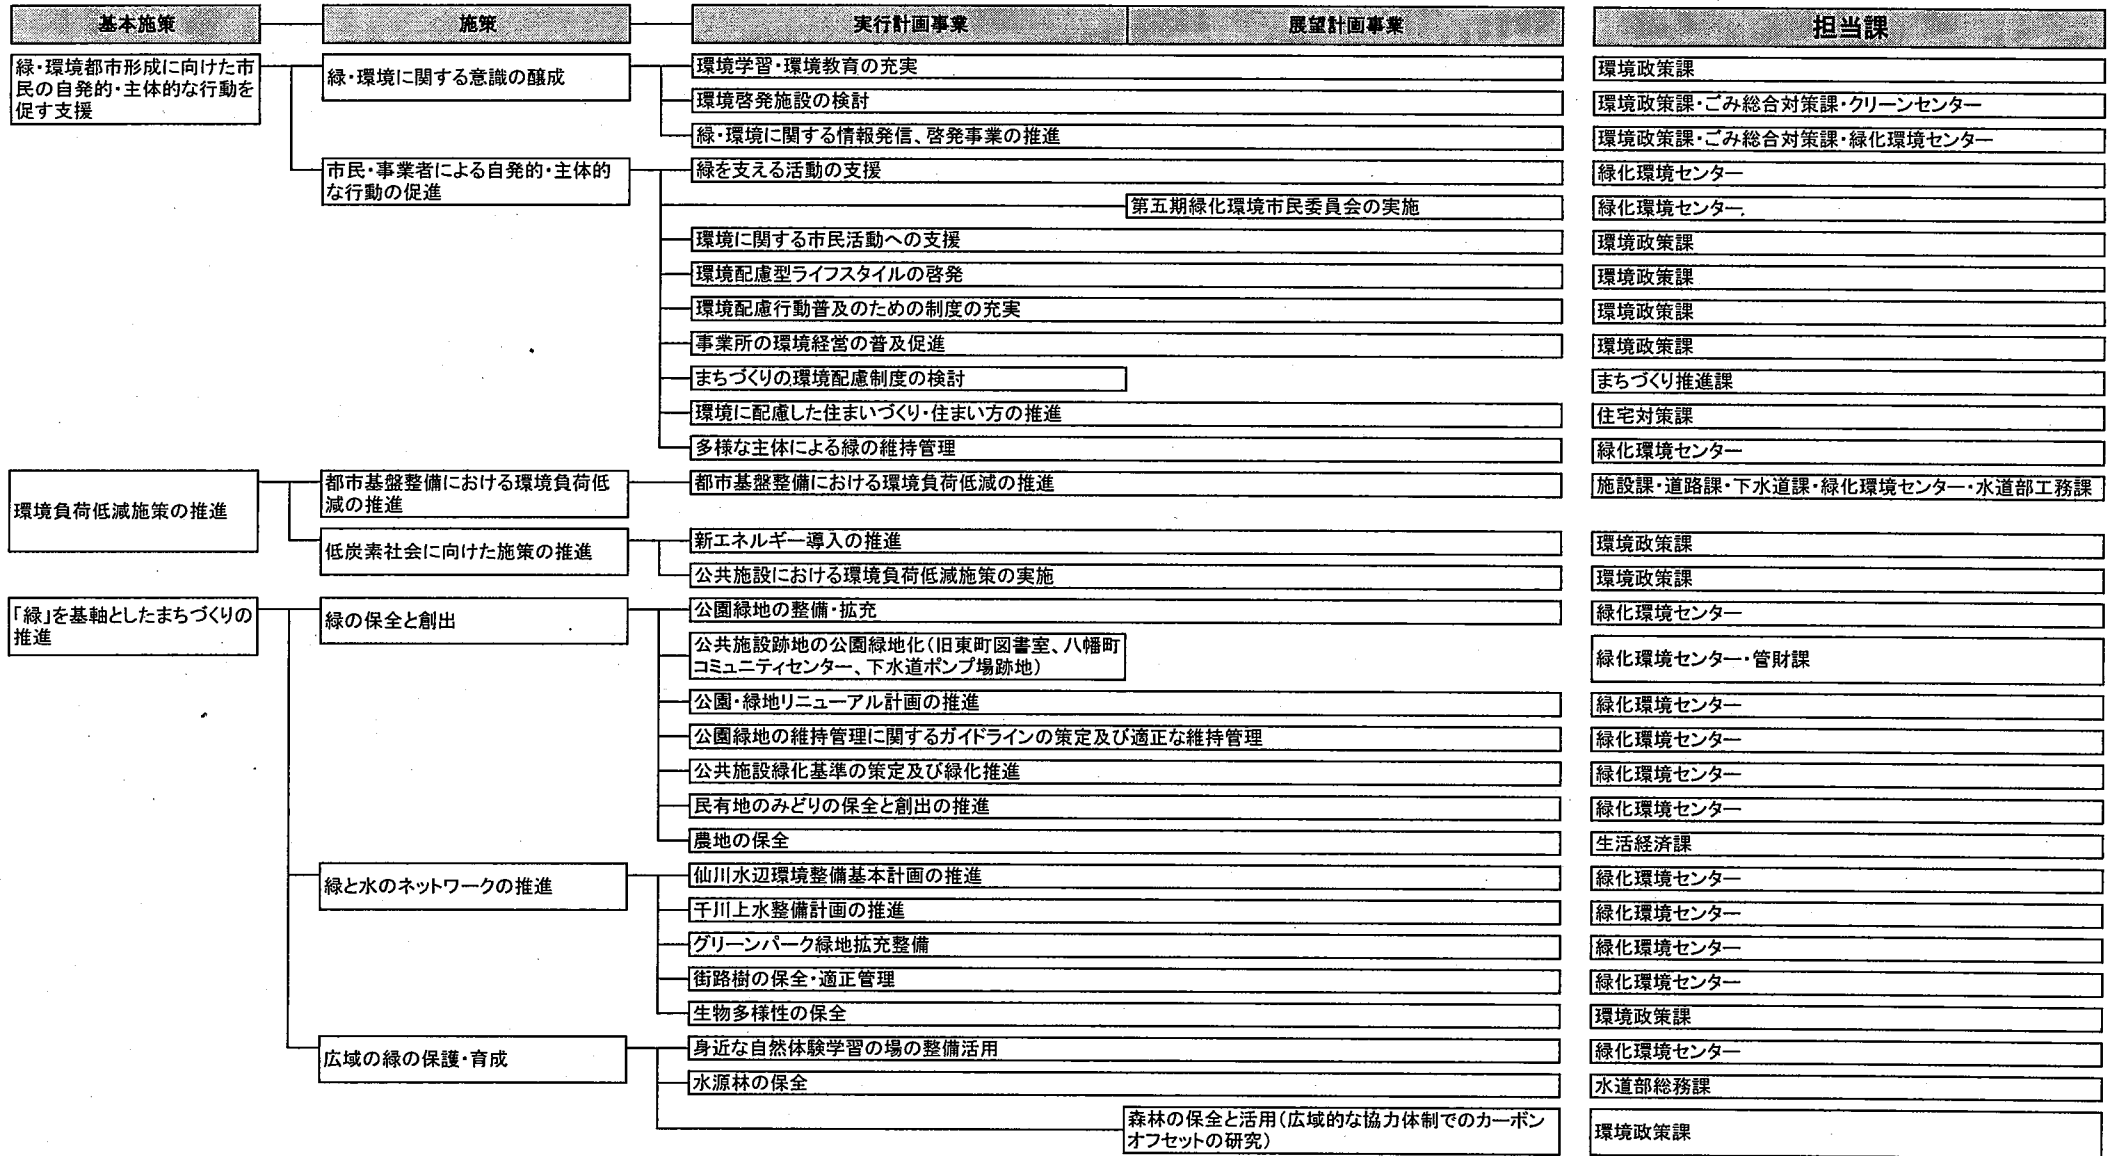 基本施策
施策
実行計画事業
展望計画事業
担当課
緑・環境都市形成に向けた市
民の自発的・主体的な行動を
促す支援
緑・環境に関する意識の醸成
環境学習・環境教育の充実
環境政策課
環境啓発施設の検討
環境政策課・ごみ総合対策課・クリーンセンター
緑・環境に関する情報発信、啓発事業の推進
環境政策課・ごみ総合対策課・緑化環境センター
市民・事業者による自発的・主体的
な行動の促進
緑を支える活動の支援
緑化環境センター
第五期緑化環境市民委員会の実施
緑化環境センター
環境に関する市民活動への支援
環境政策課
環境配慮型ライフスタイルの啓発
環境政策課
環境配慮行動普及のための制度の充実
環境政策課
事業所の環境経営の普及促進
環境政策課
まちづくりの環境配慮制度の検討
まちづくり推進課
環境に配慮した住まいづくり・住まい方の推進
住宅対策課
多様な主体による緑の維持管理
緑化環境センター
環境負荷低減施策の推進
都市基盤整備における環境負荷低
減の推進
都市基盤整備における環境負荷低減の推進
施設課・道路課・下水道課・緑化環境センター・水道部工務課
低炭素社会に向けた施策の推進
新エネルギー導入の推進
環境政策課
公共施設における環境負荷低減施策の実施
環境政策課
「緑」を基軸としたまちづくりの
推進
緑の保全と創出
公園緑地の整備・拡充
緑化環境センター
公共施設跡地の公園緑地化(旧東町図書室、八幡町
コミュニティセンター、下水道ポンプ場跡地)
緑化環境センター・管財課
公園・緑地リニューアル計画の推進
緑化環境センター
公園緑地の維持管理に関するガイドラインの策定及び適正な維持管理
緑化環境センター
公共施設緑化基準の策定及び緑化推進
緑化環境センター
民有地のみどりの保全と創出の推進
緑化環境センター
農地の保全
生活経済課
緑と水のネットワークの推進
仙川水辺環境整備基本計画の推進
緑化環境センター
千川上水整備計画の推進
緑化環境センター
グリーンパーク緑地拡充整備
緑化環境センター
街路樹の保全・適正管理
緑化環境センター
生物多様性の保全
環境政策課
広域の緑の保護・育成
身近な自然体験学習の場の整備活用
緑化環境センター
水源林の保全
水道部総務課
森林の保全と活用(広域的な協力体制でのカーボン
オフセットの研究)
環境政策課